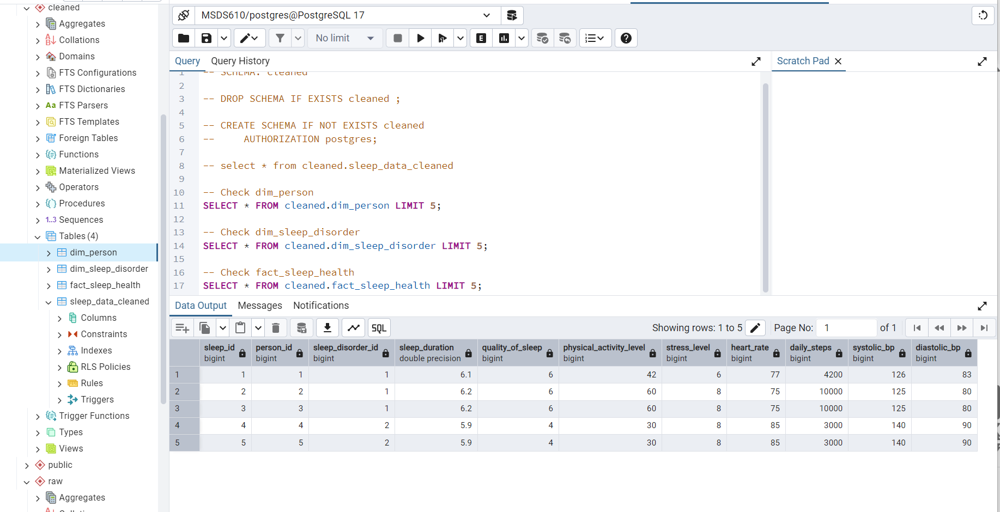 cleaned
Aggregates
Collations
Domains
FTS Configurations
FTS Dictionaries
Aa FTS Parsers
FTS Templates
Foreign Tables
Functions
Materialized Views
Operators
Procedures
1..3 Sequences
Tables (4)
dim_person
dim_sleep_disorder
fact_sleep_health
sleep_data_cleaned
Columns
Constraints
Indexes
RLS Policies
Rules
Triggers
Trigger Functions
Types
Views
public
raw
Aggregates
MSDS610/postgres@PostgreSQL 17
No limit
E
Query Query History
Scratch Pad
1 -- SCHEMA: cleaned
2
3 -- DROP SCHEMA IF EXISTS cleaned ;
4
5 -- CREATE SCHEMA IF NOT EXISTS cleaned
6 --     AUTHORIZATION postgres;
7
8 -- select * from cleaned.sleep_data_cleaned
9
10 -- Check dim_person
11 SELECT * FROM cleaned.dim_person LIMIT 5;
12
13 -- Check dim_sleep_disorder
14 SELECT * FROM cleaned.dim_sleep_disorder LIMIT 5;
15
16 -- Check fact_sleep_health
17 SELECT * FROM cleaned.fact_sleep_health LIMIT 5;
Data Output Messages Notifications
SQL Showing rows: 1 to 5 Page No: 1 of 1
sleep_id person_id sleep_disorder_id sleep_duration quality_of_sleep physical_activity_level stress_level heart_rate daily_steps systolic_bp diastolic_bp
bigint bigint bigint double precision bigint bigint bigint bigint bigint bigint bigint
1 1 1 1 6.1 6 42 6 77 4200 126 83
2 2 2 1 6.2 6 60 8 75 10000 125 80
3 3 3 1 6.2 6 60 8 75 10000 125 80
4 4 4 2 5.9 4 30 8 85 3000 140 90
5 5 5 2 5.9 4 30 8 85 3000 140 90